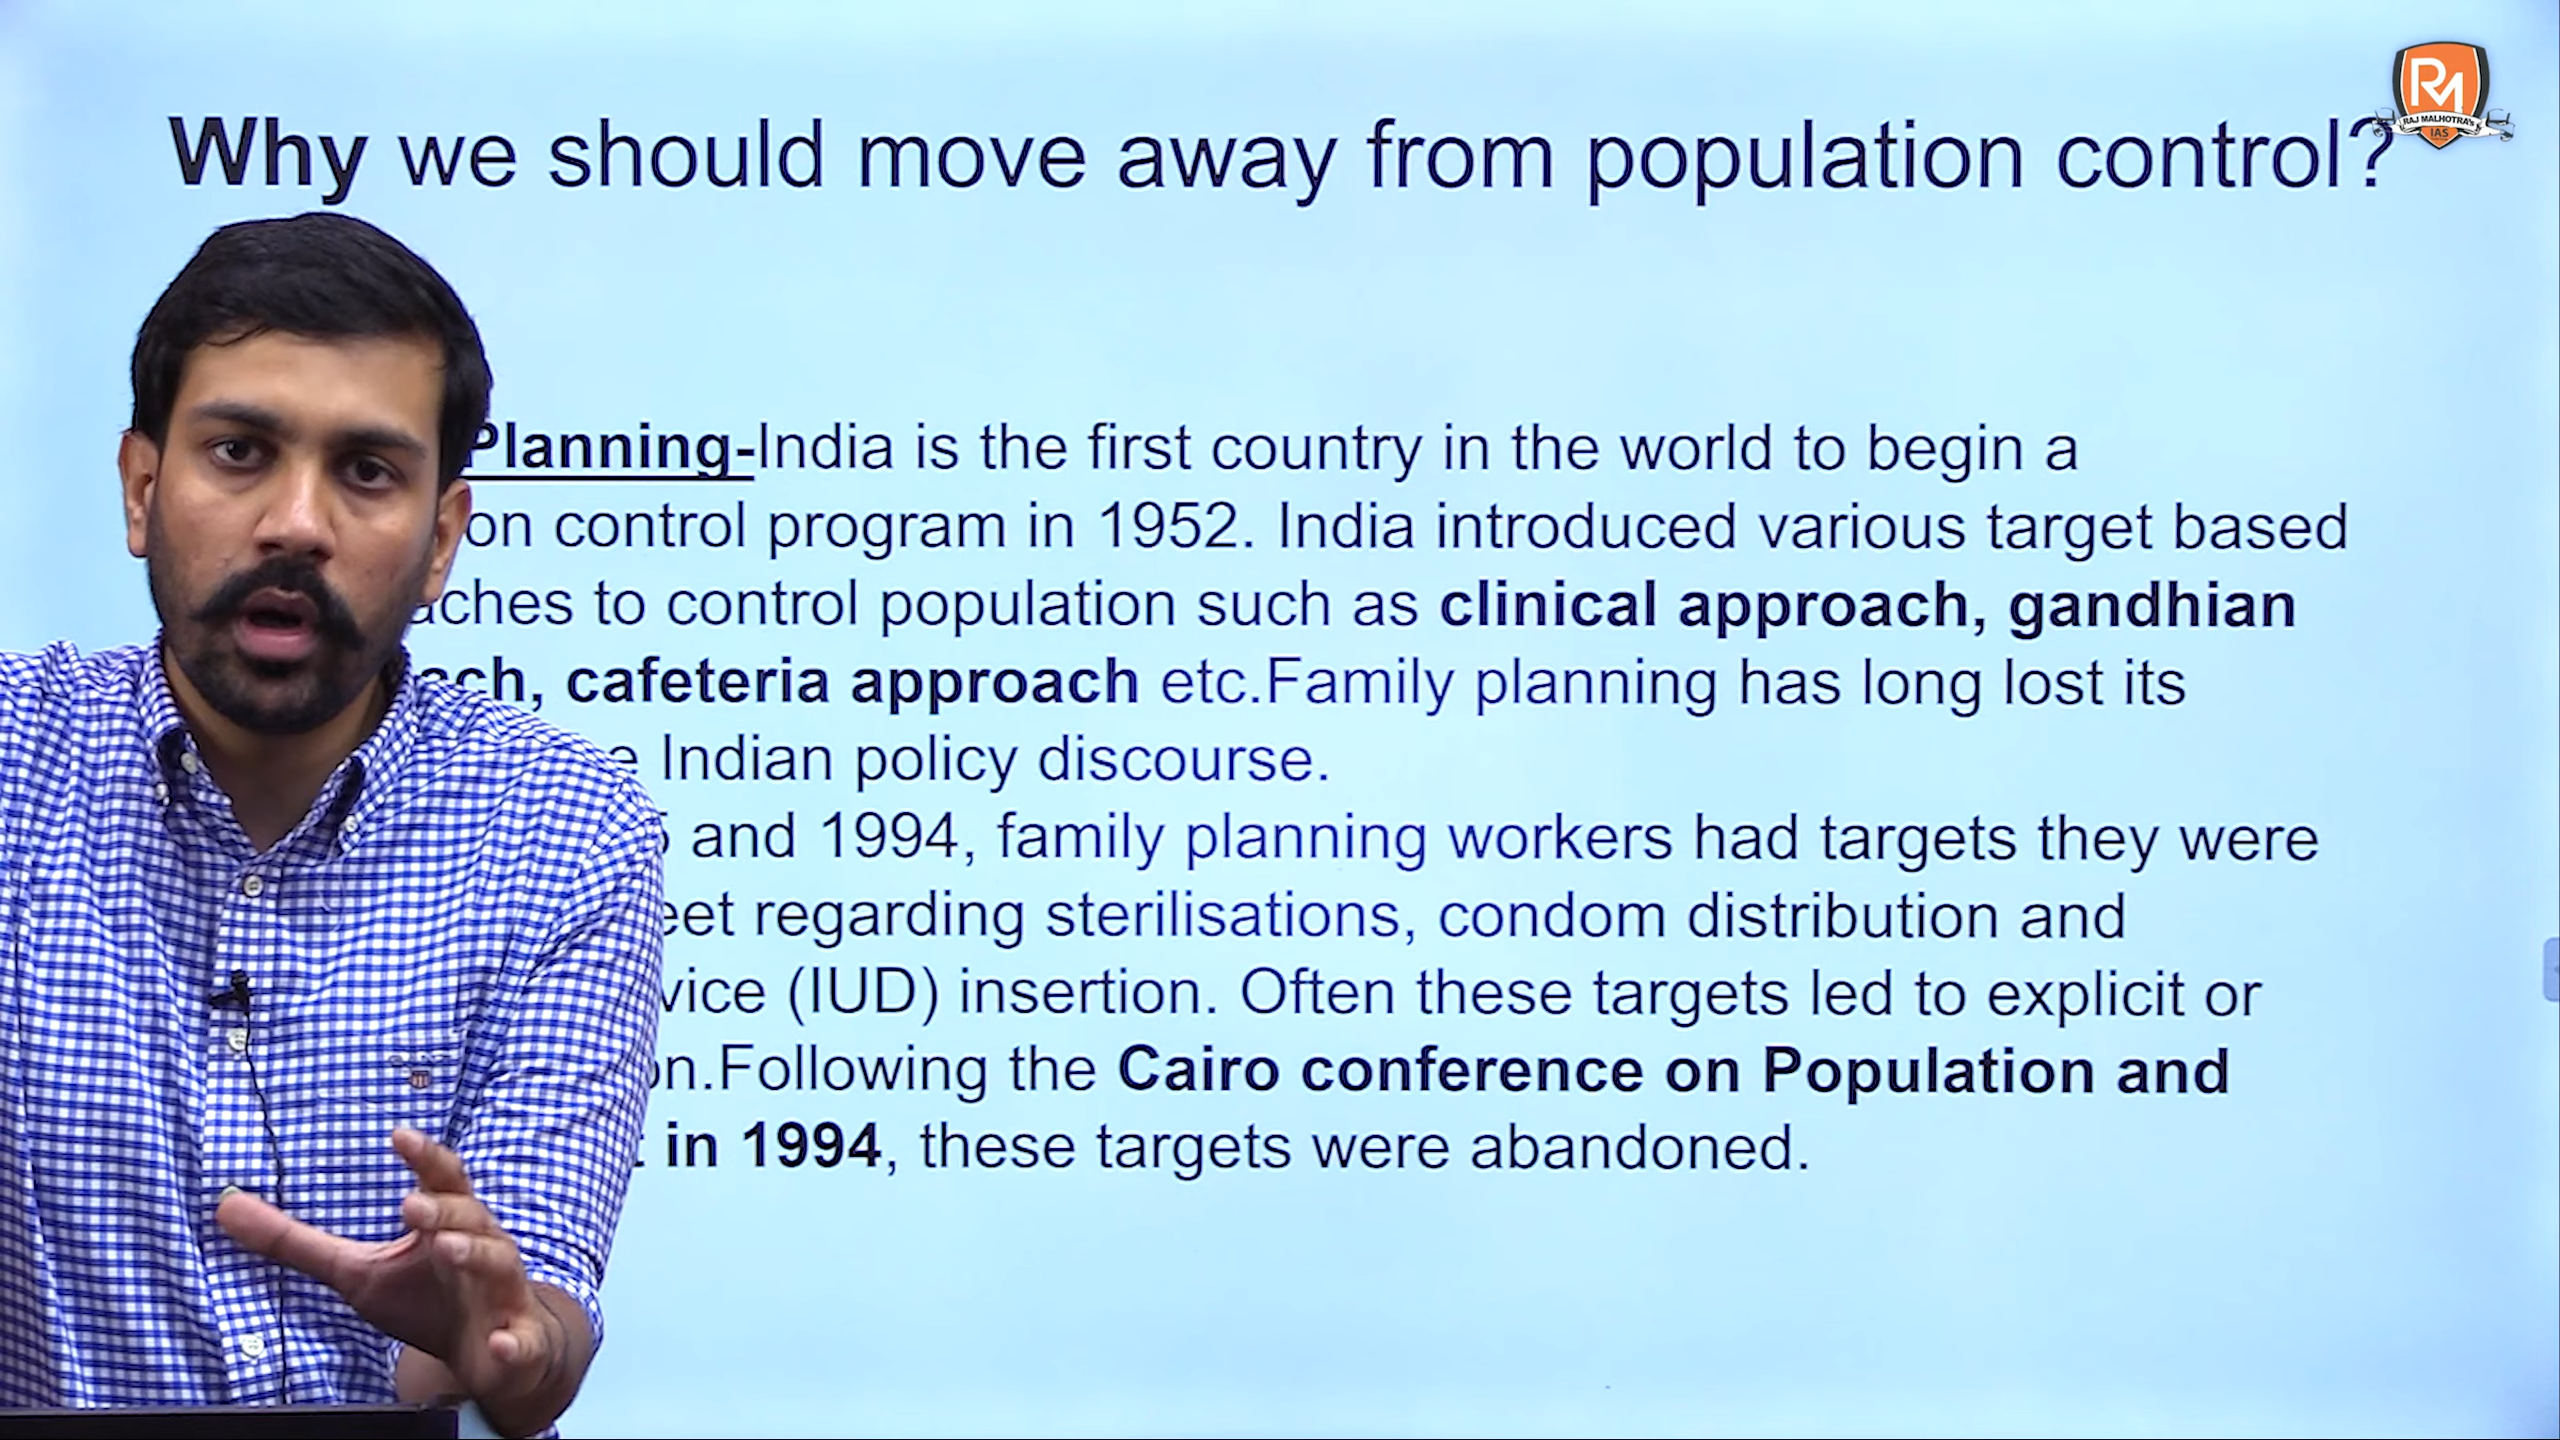 Why we should move away from population control?
RM
RAJ MALHOTRA'S
IAS
Planning-India is the first country in the world to begin a
on control program in 1952. India introduced various target based
aches to control population such as clinical approach, gandhian
ach, cafeteria approach etc.Family planning has long lost its
e Indian policy discourse.
and 1994, family planning workers had targets they were
eet regarding sterilisations, condom distribution and
vice (IUD) insertion. Often these targets led to explicit or
on.Following the Cairo conference on Population and
t in 1994, these targets were abandoned.